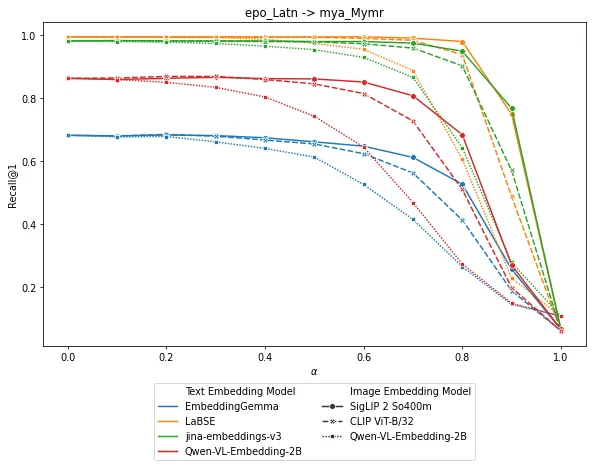 epo_Latn -> mya_Mymr
Recall@1
1.0
0.8
0.6
0.4
0.2
0.0 0.2 0.4 0.6 0.8 1.0
α
Text Embedding Model Image Embedding Model
EmbeddingGemma SigLIP 2 So400m
LaBSE CLIP ViT-B/32
jina-embeddings-v3 Qwen-VL-Embedding-2B
Qwen-VL-Embedding-2B